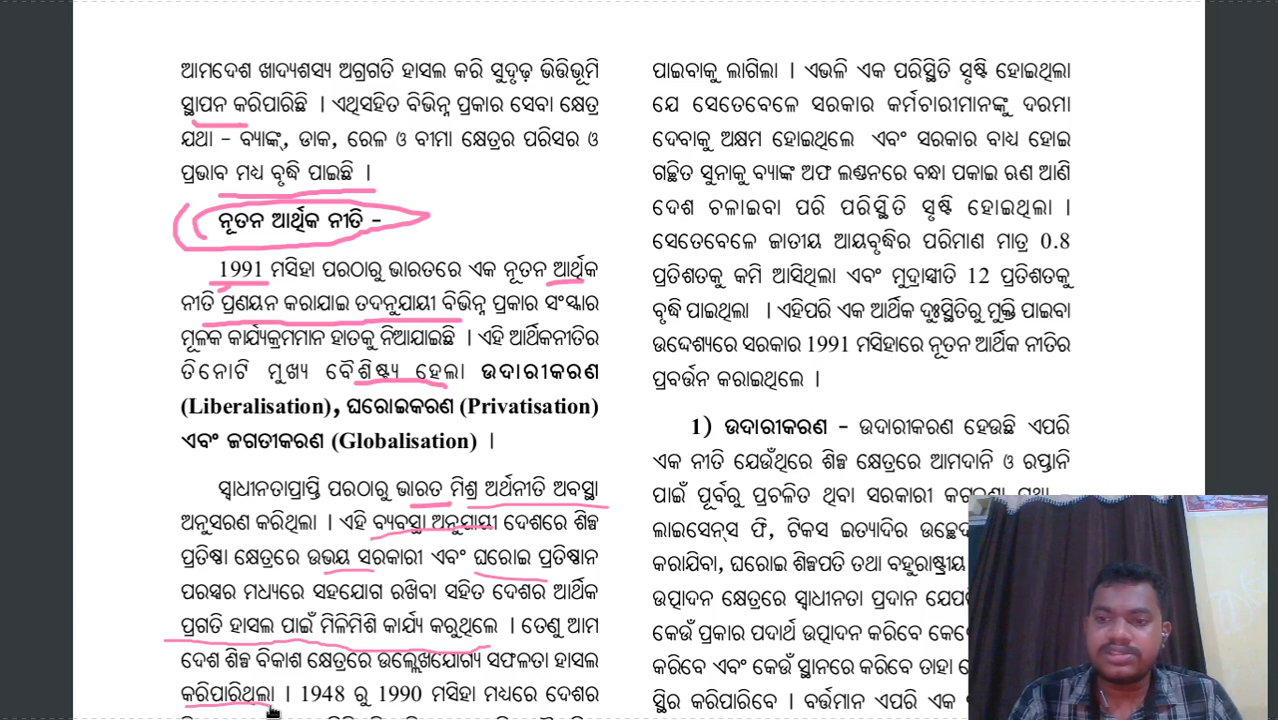 ଆମଦେଶ ଖାଦ୍ୟଶସ୍ୟ ଅଗ୍ରଗତି ହାସଲ କରି ସୁଦୃଢ଼ ଭିତ୍ତିଭୂମି
ସ୍ଥାପନ କରିପାରିଛି । ଏଥିସହିତ ବିଭିନ୍ନ ପ୍ରକାର ସେବା କ୍ଷେତ୍ର
ଯଥା – ବ୍ୟାଙ୍କ୍, ଡାକ, ରେଳ ଓ ବୀମା କ୍ଷେତ୍ରର ପରିସର ଓ
ପ୍ରଭାବ ମଧ୍ୟ ବୃଦ୍ଧି ପାଇଛି ।
ନୂତନ ଆର୍ଥିକ ନୀତି –
1991 ମସିହା ପରଠାରୁ ଭାରତରେ ଏକ ନୂତନ ଆର୍ଥିକ
ନୀତି ପ୍ରଣୟନ କରାଯାଇ ତଦନୁଯାୟୀ ବିଭିନ୍ନ ପ୍ରକାର ସଂସ୍କାର
ମୂଳକ କାର୍ଯ୍ୟକ୍ରମମାନ ହାତକୁ ନିଆଯାଇଛି । ଏହି ଆର୍ଥିକନୀତିର
ତିନୋଟି ମୁଖ୍ୟ ବୈଶିଷ୍ଟ୍ୟ ହେଲା ଉଦାରୀକରଣ
(Liberalisation), ଘରୋଇକରଣ (Privatisation)
ଏବଂ ଜଗତୀକରଣ (Globalisation) ।
ସ୍ୱାଧୀନତାପ୍ରାପ୍ତି ପରଠାରୁ ଭାରତ ମିଶ୍ର ଅର୍ଥନୀତି ଅବସ୍ଥା
ଅନୁସରଣ କରିଥିଲା । ଏହି ବ୍ୟବସ୍ଥା ଅନୁଯାୟୀ ଦେଶରେ ଶିଳ୍ପ
ପ୍ରତିଷ୍ଠା କ୍ଷେତ୍ରରେ ଉଭୟ ସରକାରୀ ଏବଂ ଘରୋଇ ପ୍ରତିଷ୍ଠାନ
ପରସ୍ପର ମଧ୍ୟରେ ସହଯୋଗ ରଖିବା ସହିତ ଦେଶର ଆର୍ଥିକ
ପ୍ରଗତି ହାସଲ ପାଇଁ ମିଳିମିଶି କାର୍ଯ୍ୟ କରୁଥିଲେ । ତେଣୁ ଆମ
ଦେଶ ଶିଳ୍ପ ବିକାଶ କ୍ଷେତ୍ରରେ ଉଲ୍ଲେଖଯୋଗ୍ୟ ସଫଳତା ହାସଲ
କରିପାରିଥିଲା । 1948 ରୁ 1990 ମସିହା ମଧ୍ୟରେ ଦେଶର
ପାଇବାକୁ ଲାଗିଲା । ଏଭଳି ଏକ ପରିସ୍ଥିତି ସୃଷ୍ଟି ହୋଇଥିଲା
ଯେ ସେତେବେଳେ ସରକାର କର୍ମଚାରୀମାନଙ୍କୁ ଦରମା
ଦେବାକୁ ଅକ୍ଷମ ହୋଇଥିଲେ ଏବଂ ସରକାର ବାଧ୍ୟ ହୋଇ
ଗଚ୍ଛିତ ସୁନାକୁ ବ୍ୟାଙ୍କ ଅଫ ଲଣ୍ଡନରେ ବନ୍ଧା ପକାଇ ଋଣ ଆଣି
ଦେଶ ଚଳାଇବା ପରି ପରିସ୍ଥିତି ସୃଷ୍ଟି ହୋଇଥିଲା ।
ସେତେବେଳେ ଜାତୀୟ ଆୟବୃଦ୍ଧିର ପରିମାଣ ମାତ୍ର 0.8
ପ୍ରତିଶତକୁ କମି ଆସିଥିଲା ଏବଂ ମୁଦ୍ରାସ୍ଫୀତି 12 ପ୍ରତିଶତକୁ
ବୃଦ୍ଧି ପାଇଥିଲା । ଏହିପରି ଏକ ଆର୍ଥିକ ଦୁଃସ୍ଥିତିରୁ ମୁକ୍ତି ପାଇବା
ଉଦ୍ଦେଶ୍ୟରେ ସରକାର 1991 ମସିହାରେ ନୂତନ ଆର୍ଥିକ ନୀତିର
ପ୍ରବର୍ତ୍ତନ କରାଇଥିଲେ ।
1) ଉଦାରୀକରଣ – ଉଦାରୀକରଣ ହେଉଛି ଏପରି
ଏକ ନୀତି ଯେଉଁଥିରେ ଶିଳ୍ପ କ୍ଷେତ୍ରରେ ଆମଦାନି ଓ ରପ୍ତାନି
ପାଇଁ ପୂର୍ବରୁ ପ୍ରଚଳିତ ଥିବା ସରକାରୀ
ଲାଇସେନ୍ସ ଫି, ଟିକସ ଇତ୍ୟାଦିର
କରାଯିବା, ଘରୋଇ ଶିଳ୍ପପତି ତଥା ବହୁରାଷ୍ଟ୍ରୀୟ
ଉତ୍ପାଦନ କ୍ଷେତ୍ରରେ ସ୍ୱାଧୀନତା ପ୍ରଦାନ
କେଉଁ ପ୍ରକାର ପଦାର୍ଥ ଉତ୍ପାଦନ କରିବେ
କରିବେ ଏବଂ କେଉଁ ସ୍ଥାନରେ କରିବେ ତାହା
ସ୍ଥିର କରିପାରିବେ । ବର୍ତ୍ତମାନ ଏପରି ଏକ